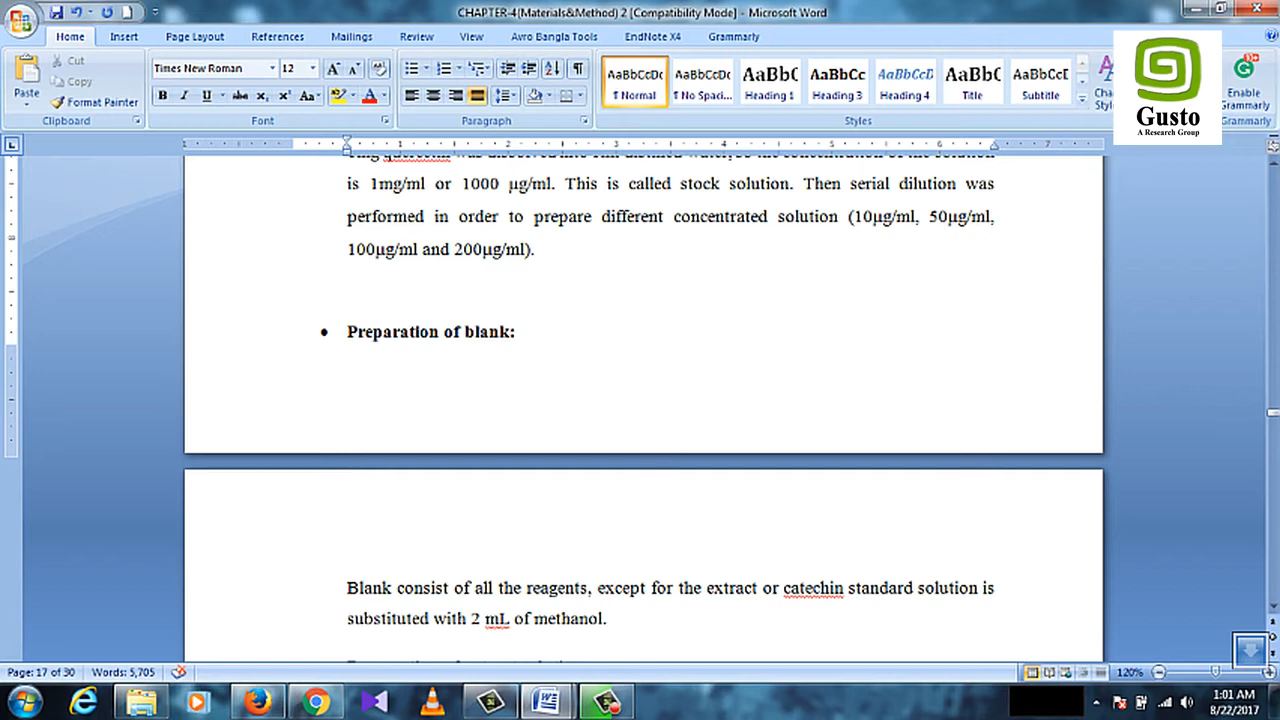 CHAPTER-4(Materials&Method) 2 [Compatibility Mode] - Microsoft Word
Home Insert Page Layout References Mailings Review View Avro Bangla Tools EndNote X4 Grammarly
Paste
Cut
Copy
Format Painter
Clipboard
Times New Roman 12
Font
Paragraph
AaBbCcDc AaBbCcDc AaBbC AaBbCc AaBbCcD AaBbC AaBbCcD
¶ Normal ¶ No Spaci... Heading 1 Heading 3 Heading 4 Title Subtitle
Styles
Enable
Grammarly
Grammarly
Gusto
A Research Group
is 1mg/ml or 1000 µg/ml. This is called stock solution. Then serial dilution was
performed in order to prepare different concentrated solution (10µg/ml, 50µg/ml,
100µg/ml and 200µg/ml).
• Preparation of blank:
Blank consist of all the reagents, except for the extract or catechin standard solution is
substituted with 2 mL of methanol.
Page: 17 of 30 Words: 5,705 120%
1:01 AM
8/22/2017